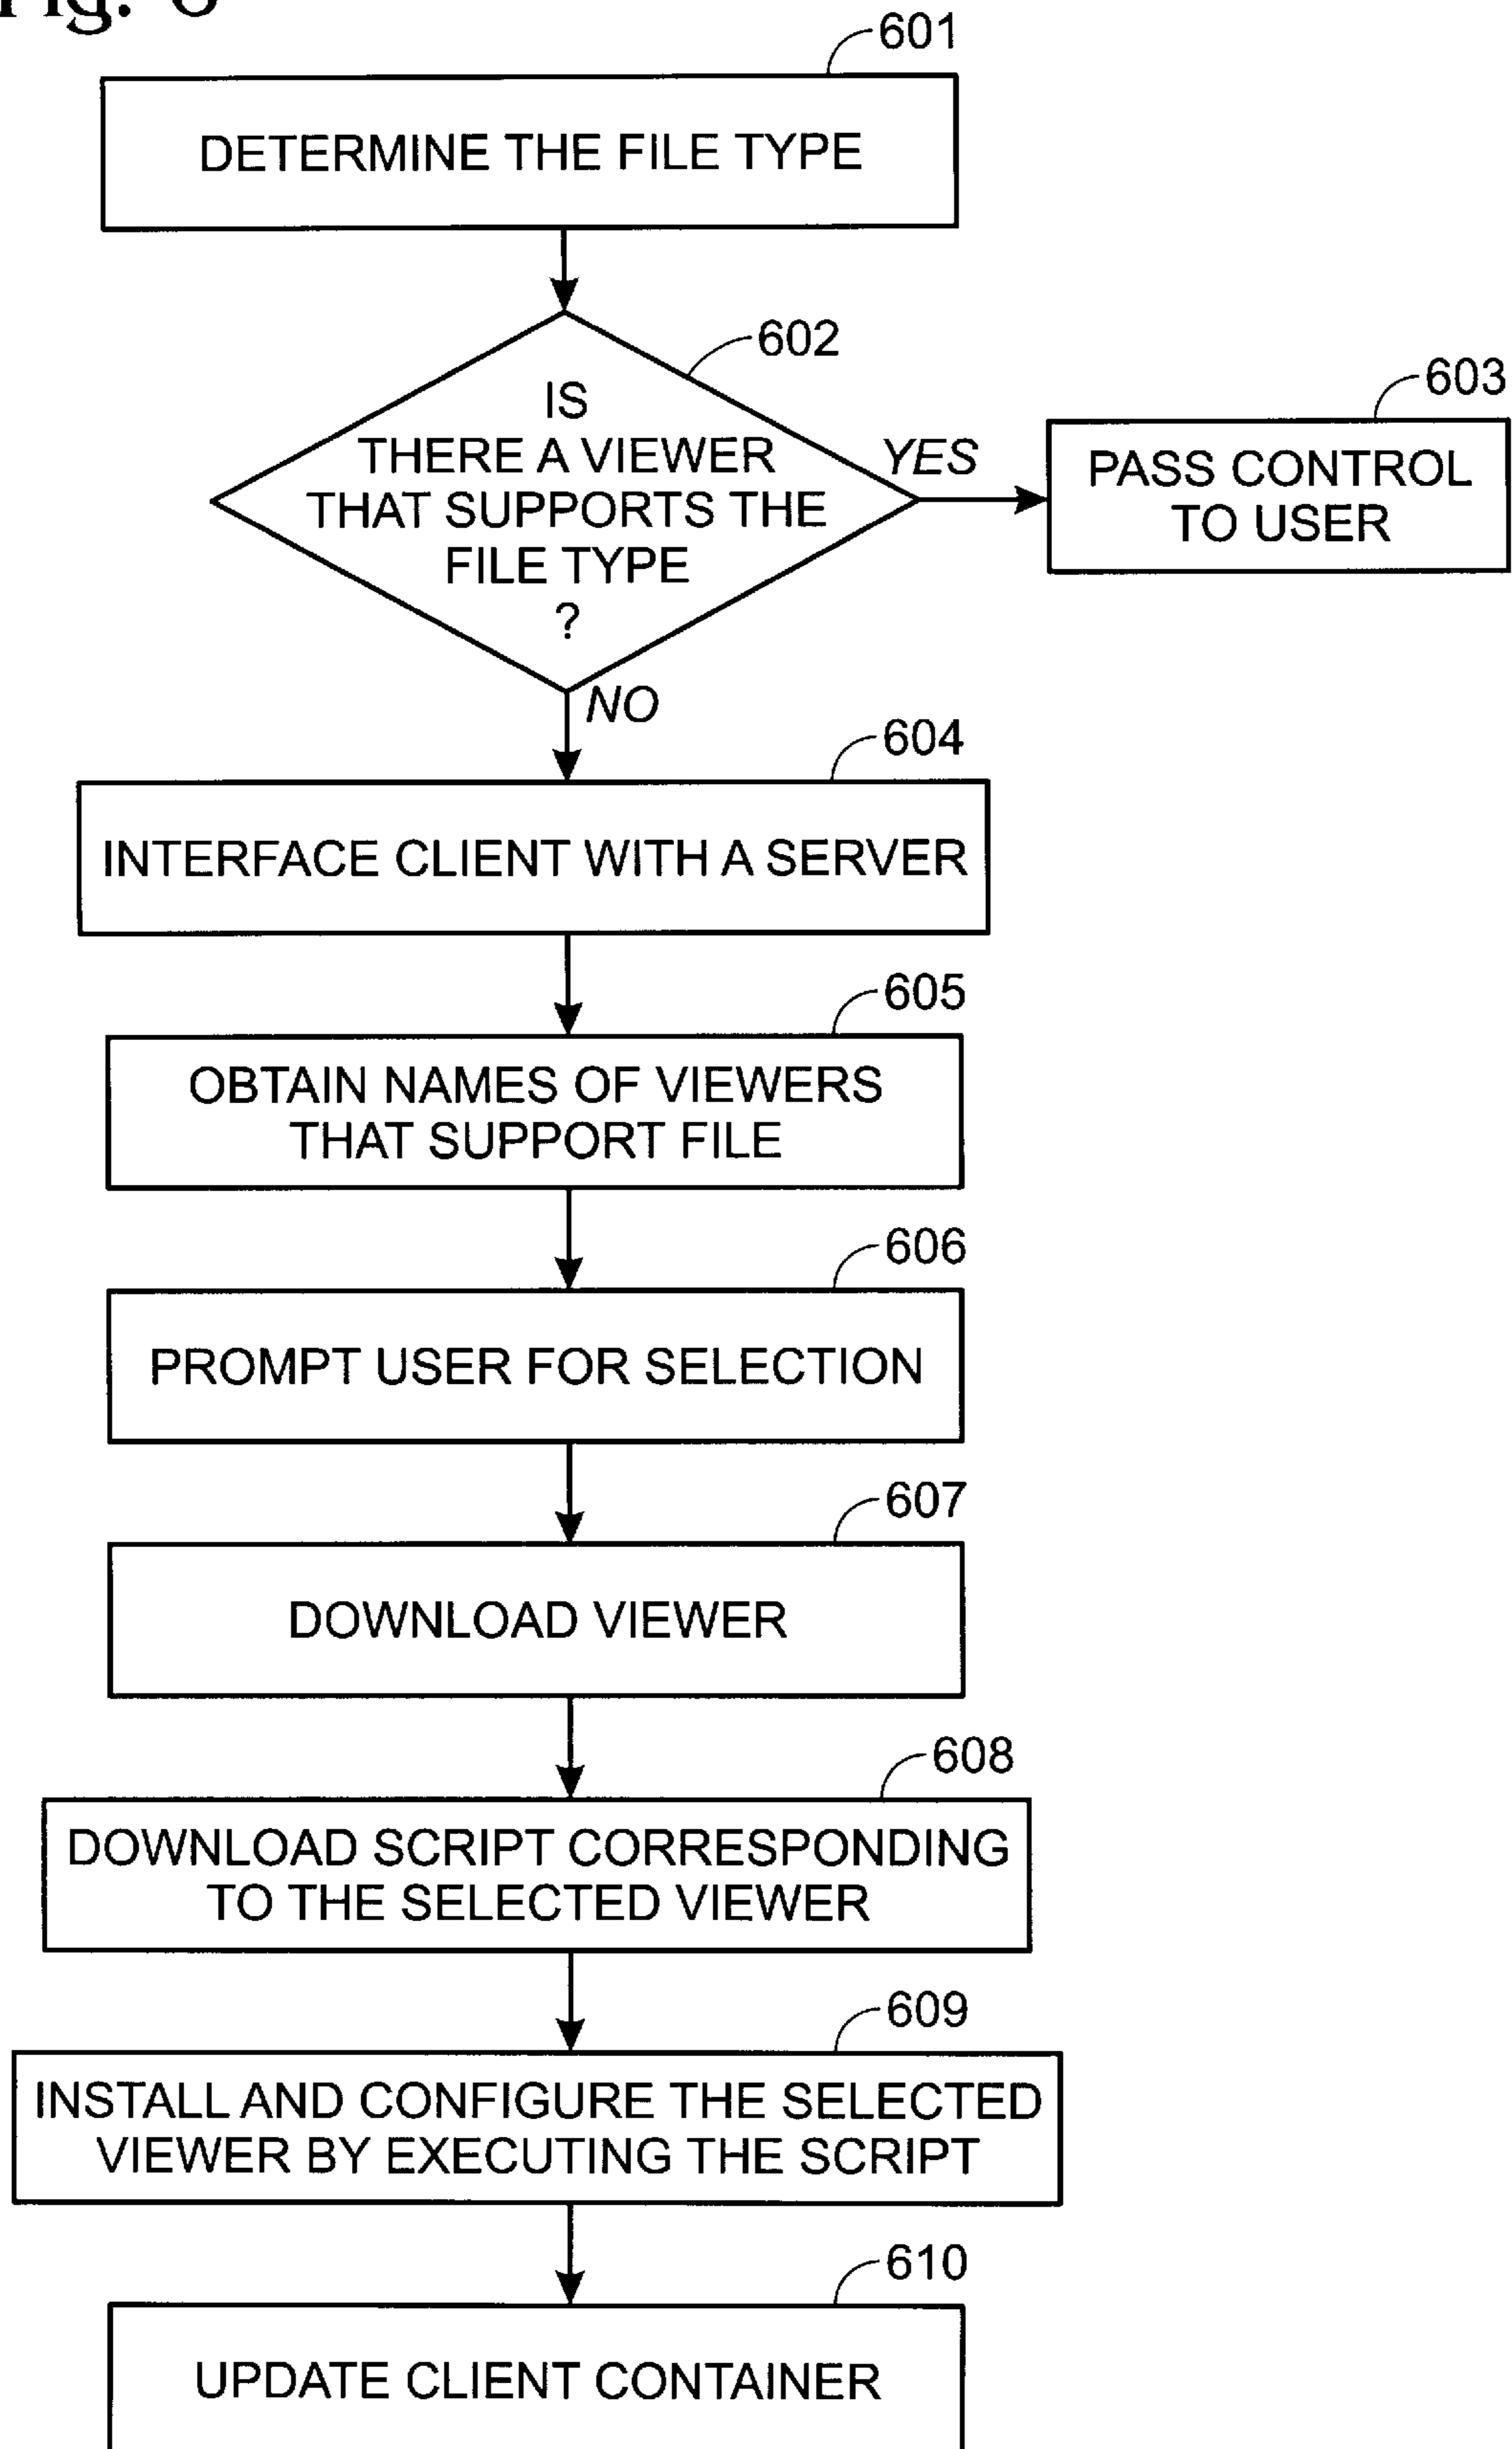 Fig. 6
601
DETERMINE THE FILE TYPE
602
IS
THERE A VIEWER
THAT SUPPORTS THE
FILE TYPE
?
YES
603
PASS CONTROL
TO USER
NO
604
INTERFACE CLIENT WITH A SERVER
605
OBTAIN NAMES OF VIEWERS
THAT SUPPORT FILE
606
PROMPT USER FOR SELECTION
607
DOWNLOAD VIEWER
608
DOWNLOAD SCRIPT CORRESPONDING
TO THE SELECTED VIEWER
609
INSTALL AND CONFIGURE THE SELECTED
VIEWER BY EXECUTING THE SCRIPT
610
UPDATE CLIENT CONTAINER